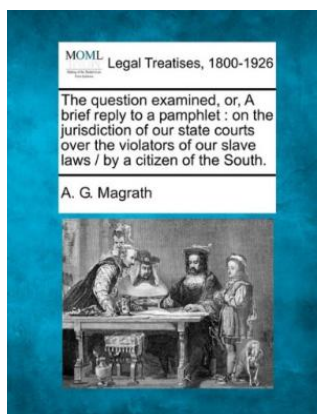 MOML
Legal Treatises, 1800-1926
The question examined, or, A
brief reply to a pamphlet : on the
jurisdiction of our state courts
over the violators of our slave
laws / by a citizen of the South.
A. G. Magrath